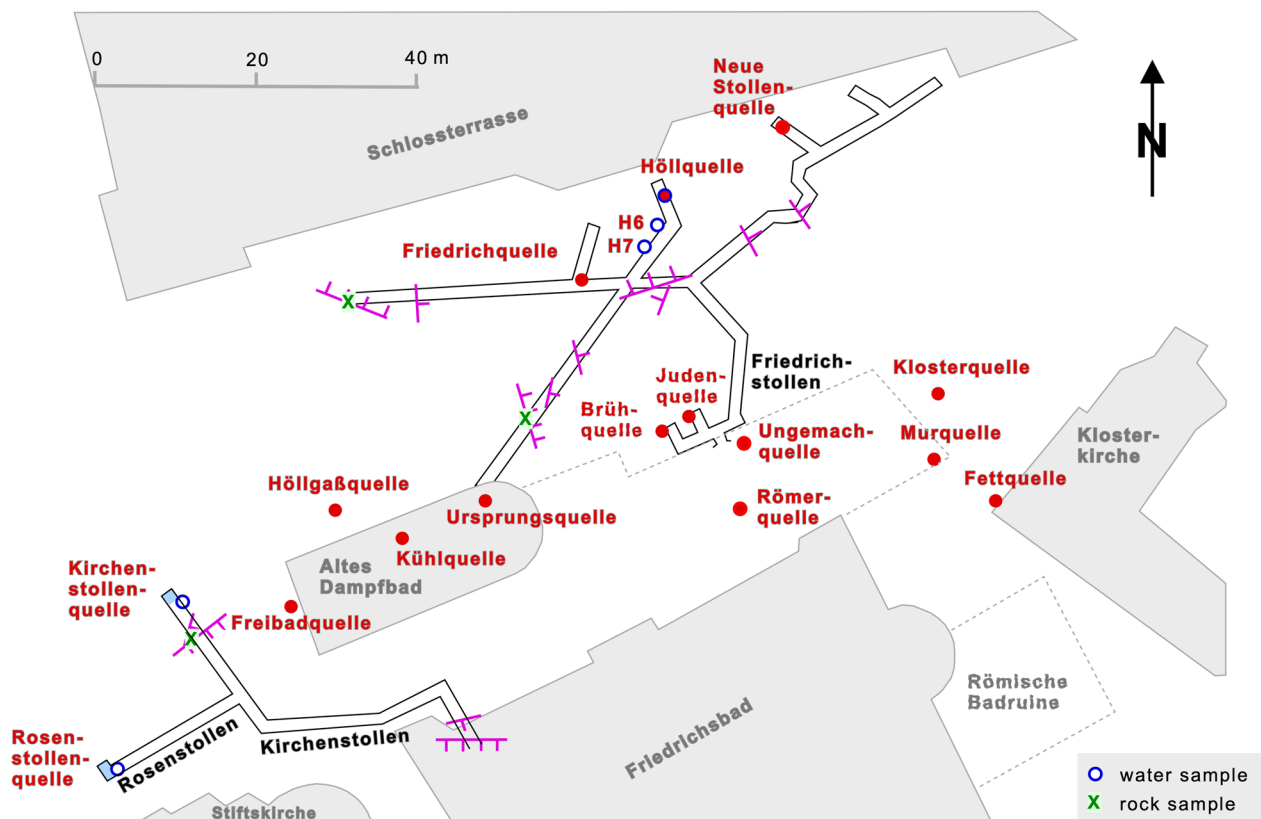 0 20 40 m
Neue
Stollen-
quelle
N
Schlossterrasse
Höllquelle
H6
H7
Friedrichquelle
Friedrich-
stollen
Juden-
quelle
Brüh-
quelle
Klosterquelle
Ungemach-
quelle
Murquelle
Kloster-
kirche
Fettquelle
Höllgaßquelle
Römer-
quelle
Ursprungsquelle
Kühlquelle
Altes
Dampfbad
Kirchen-
stollen-
quelle
Freibadquelle
Römische
Badruine
Rosen-
stollen-
quelle
Rosenstollen
Kirchenstollen
Friedrichsbad
Stiftskirche
water sample
X rock sample
X
X
X